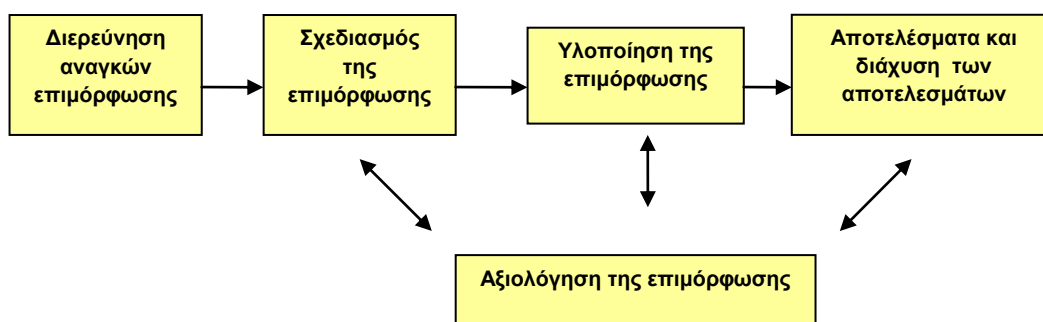 Διερεύνηση
αναγκών
επιμόρφωσης
Σχεδιασμός
της
επιμόρφωσης
Υλοποίηση της
επιμόρφωσης
Αποτελέσματα και
διάχυση των
αποτελεσμάτων
Αξιολόγηση της επιμόρφωσης